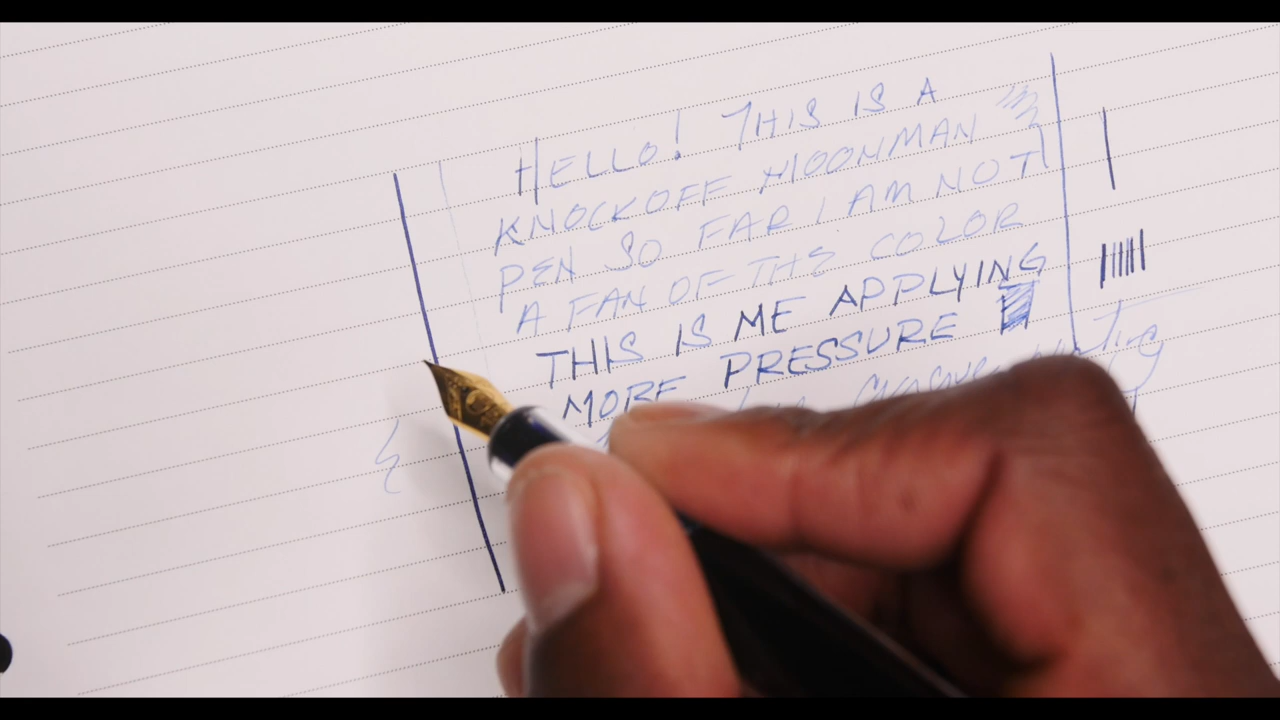 HELLO! THIS IS A
KNOCKOFF MOONMAN
PEN SO FAR I AM NOT
A FAN OF THE COLOR
THIS IS ME APPLYING
MORE PRESSURE